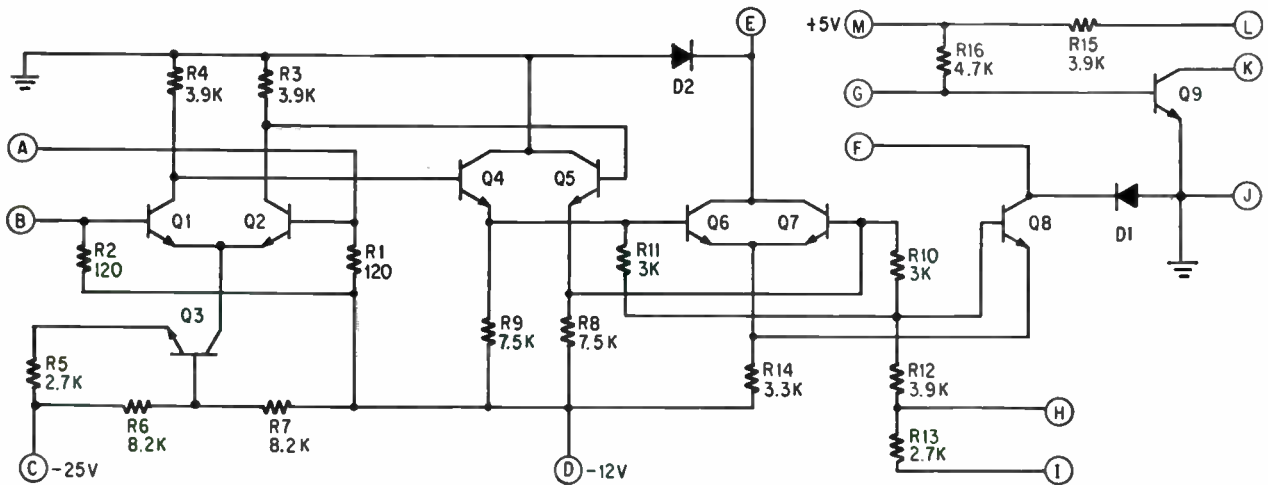 E
+5V M
L
R16
4.7K
R15
3.9K
K
R4
3.9K
R3
3.9K
D2
G
Q9
A
F
Q4
Q5
B
Q1
Q2
Q6
Q7
Q8
D1
J
R2
120
R1
120
R11
3K
R10
3K
Q3
R9
7.5K
R8
7.5K
R5
2.7K
R14
3.3K
R12
3.9K
R6
8.2K
R7
8.2K
H
R13
2.7K
C -25V
D -12V
I